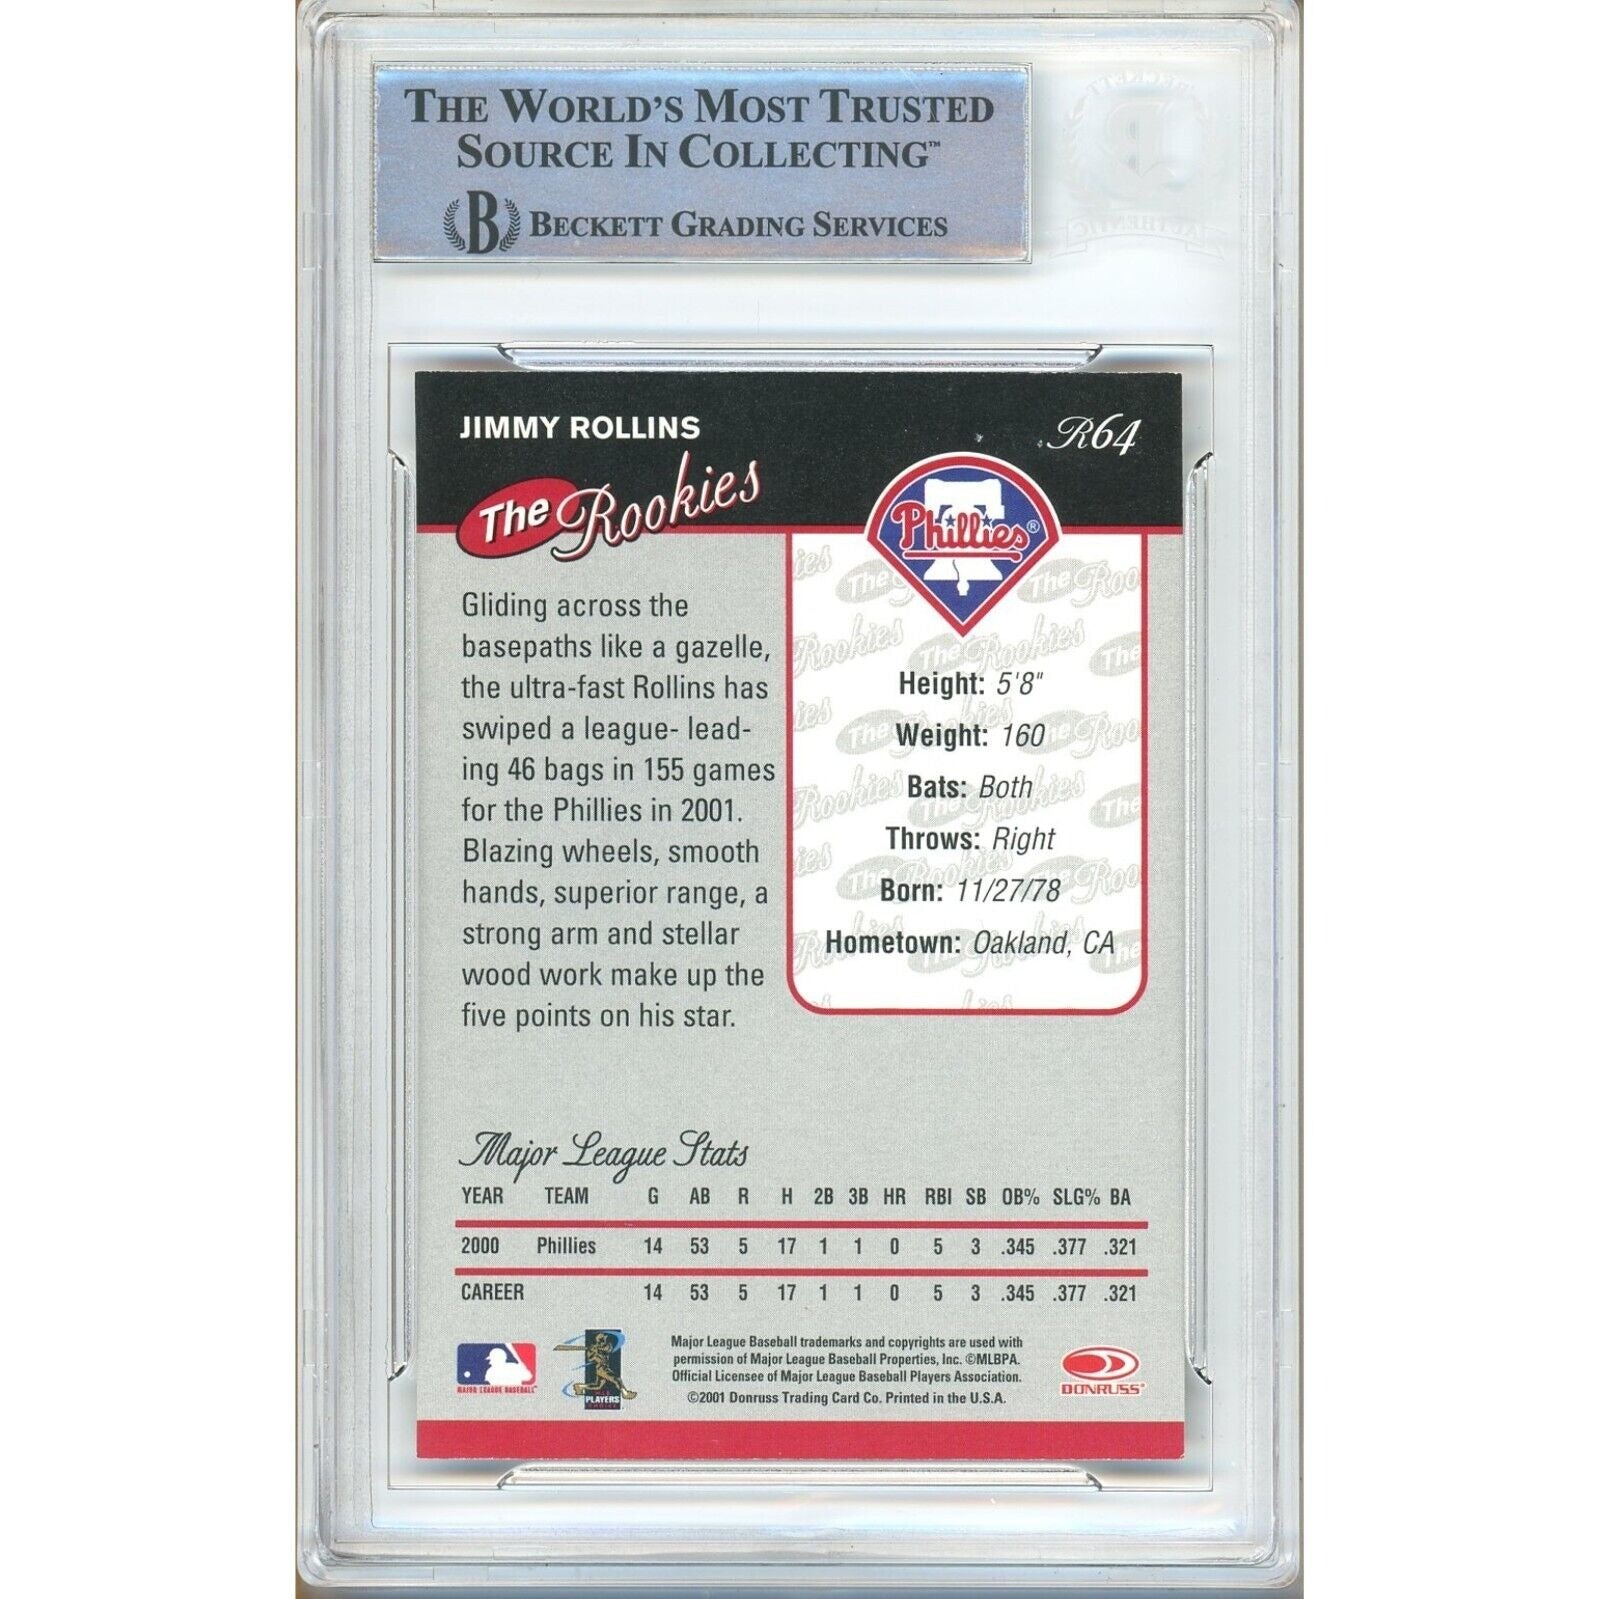 THE WORLD'S MOST TRUSTED
SOURCE IN COLLECTING™
B BECKETT GRADING SERVICES
JIMMY ROLLINS
R64
The Rookies
Phillies®
Gliding across the
basepaths like a gazelle,
the ultra-fast Rollins has
swiped a league- lead-
ing 46 bags in 155 games
for the Phillies in 2001.
Blazing wheels, smooth
hands, superior range, a
strong arm and stellar
wood work make up the
five points on his star.
Height: 5'8"
Weight: 160
Bats: Both
Throws: Right
Born: 11/27/78
Hometown: Oakland, CA
Major League Stats
YEAR TEAM G AB R H 2B 3B HR RBI SB OB% SLG% BA
2000 Phillies 14 53 5 17 1 1 0 5 3 .345 .377 .321
CAREER 14 53 5 17 1 1 0 5 3 .345 .377 .321
MAJOR LEAGUE BASEBALL
PLAYERS
CHOICE
Major League Baseball trademarks and copyrights are used with
permission of Major League Baseball Properties, Inc. ©MLBPA.
Official Licensee of Major League Baseball Players Association.
©2001 Donruss Trading Card Co. Printed in the U.S.A.
DONRUSS®